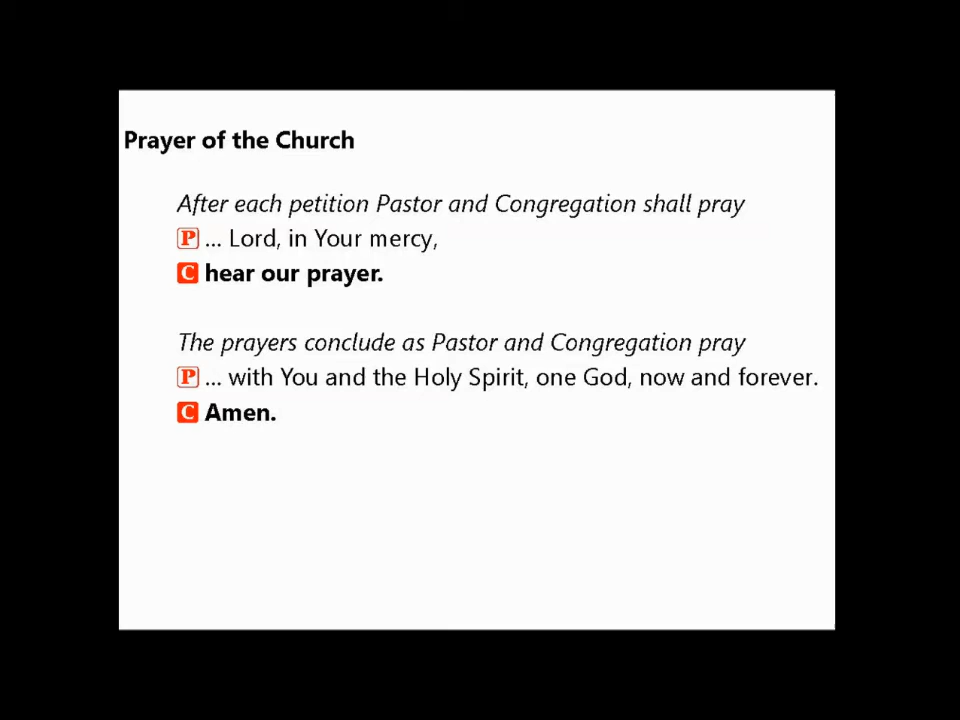 Prayer of the Church
After each petition Pastor and Congregation shall pray
P ... Lord, in Your mercy,
C hear our prayer.
The prayers conclude as Pastor and Congregation pray
P ... with You and the Holy Spirit, one God, now and forever.
C Amen.